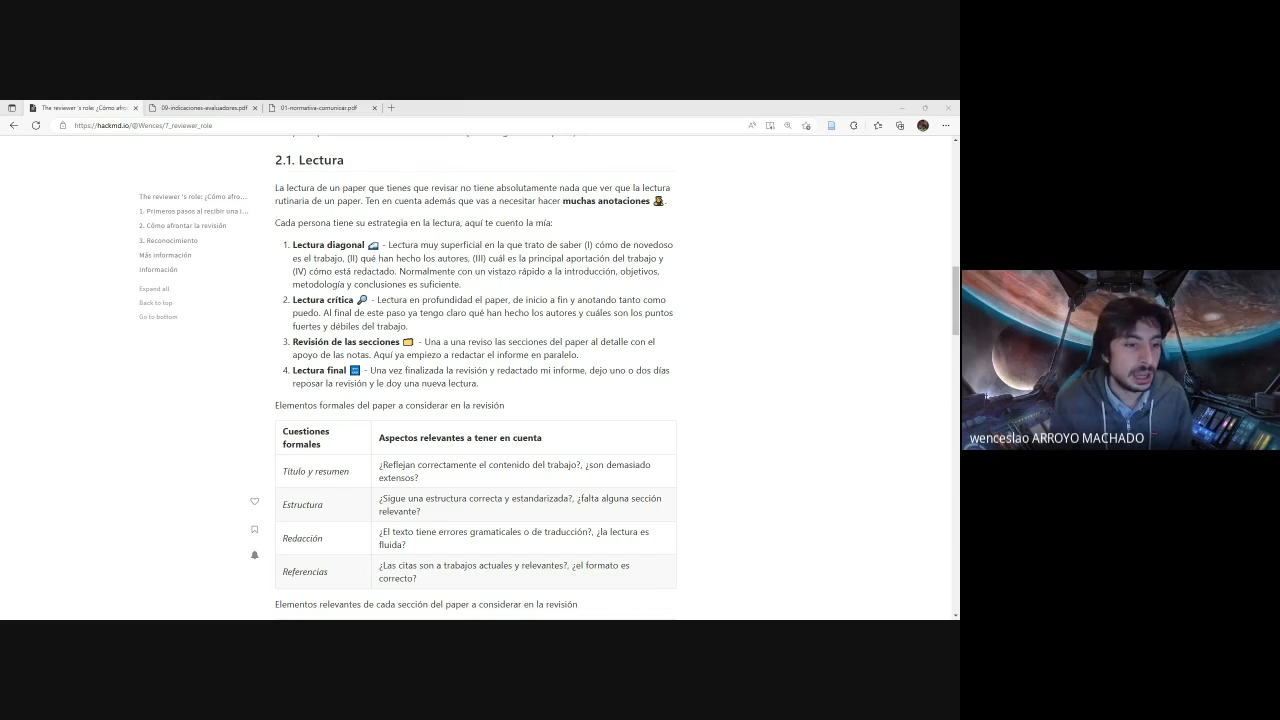 The reviewer´s role: ¿Cómo afro
09-indicaciones-evaluadores.pdf
01-normativa-comunicar.pdf
https://hackmd.io/@Wences/7_reviewer_role
The reviewer 's role: ¿Cómo afro...
1. Primeros pasos al recibir una i...
2. Cómo afrontar la revisión
3. Reconocimiento
Más información
Información
Expand all
Back to top
Go to bottom
2.1. Lectura
La lectura de un paper que tienes que revisar no tiene absolutamente nada que ver que la lectura
rutinaria de un paper. Ten en cuenta además que vas a necesitar hacer muchas anotaciones.
Cada persona tiene su estrategia en la lectura, aquí te cuento la mía:
1. Lectura diagonal - Lectura muy superficial en la que trato de saber (I) cómo de novedoso
es el trabajo, (II) qué han hecho los autores, (III) cuál es la principal aportación del trabajo y
(IV) cómo está redactado. Normalmente con un vistazo rápido a la introducción, objetivos,
metodología y conclusiones es suficiente.
2. Lectura crítica - Lectura en profundidad el paper, de inicio a fin y anotando tanto como
puedo. Al final de este paso ya tengo claro qué han hecho los autores y cuáles son los puntos
fuertes y débiles del trabajo.
3. Revisión de las secciones - Una a una reviso las secciones del paper al detalle con el
apoyo de las notas. Aquí ya empiezo a redactar el informe en paralelo.
4. Lectura final - Una vez finalizada la revisión y redactado mi informe, dejo uno o dos días
reposar la revisión y le doy una nueva lectura.
Elementos formales del paper a considerar en la revisión
Cuestiones
formales
Aspectos relevantes a tener en cuenta
Título y resumen
¿Reflejan correctamente el contenido del trabajo?, ¿son demasiado
extensos?
Estructura
¿Sigue una estructura correcta y estandarizada?, ¿falta alguna sección
relevante?
Redacción
¿El texto tiene errores gramaticales o de traducción?, ¿la lectura es
fluida?
Referencias
¿Las citas son a trabajos actuales y relevantes?, ¿el formato es
correcto?
Elementos relevantes de cada sección del paper a considerar en la revisión
wenceslao ARROYO MACHADO